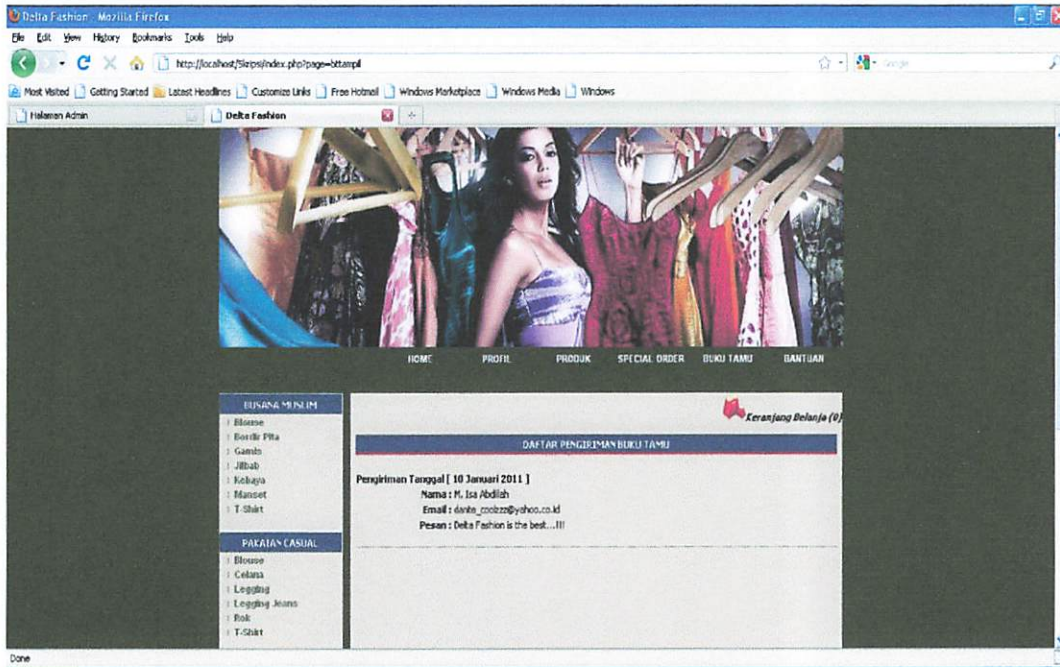 Delta Fashion - Mozilla Firefox
File Edit View History Bookmarks Tools Help
http://localhost/Skripsi/index.php?page=bttampil
Google
Most Visited Getting Started Latest Headlines Customize Links Free Hotmail Windows Marketplace Windows Media Windows
Halaman Admin
Delta Fashion
HOME PROFIL PRODUK SPECIAL ORDER BUKU TAMU BANTUAN
BUSANA MUSLIM
Blouse
Bordir Pita
Gamis
Jilbab
Kebaya
Manset
T-Shirt
PAKAIAN CASUAL
Blouse
Celana
Legging
Legging Jeans
Rok
T-Shirt
Keranjang Belanja (0)
DAFTAR PENGIRIMAN BUKU TAMU
Pengiriman Tanggal [ 10 Januari 2011 ]
Nama : M. Isa Abdillah
Email : dante_coolzzz@yahoo.co.id
Pesan : Delta Fashion is the best...!!!
Done